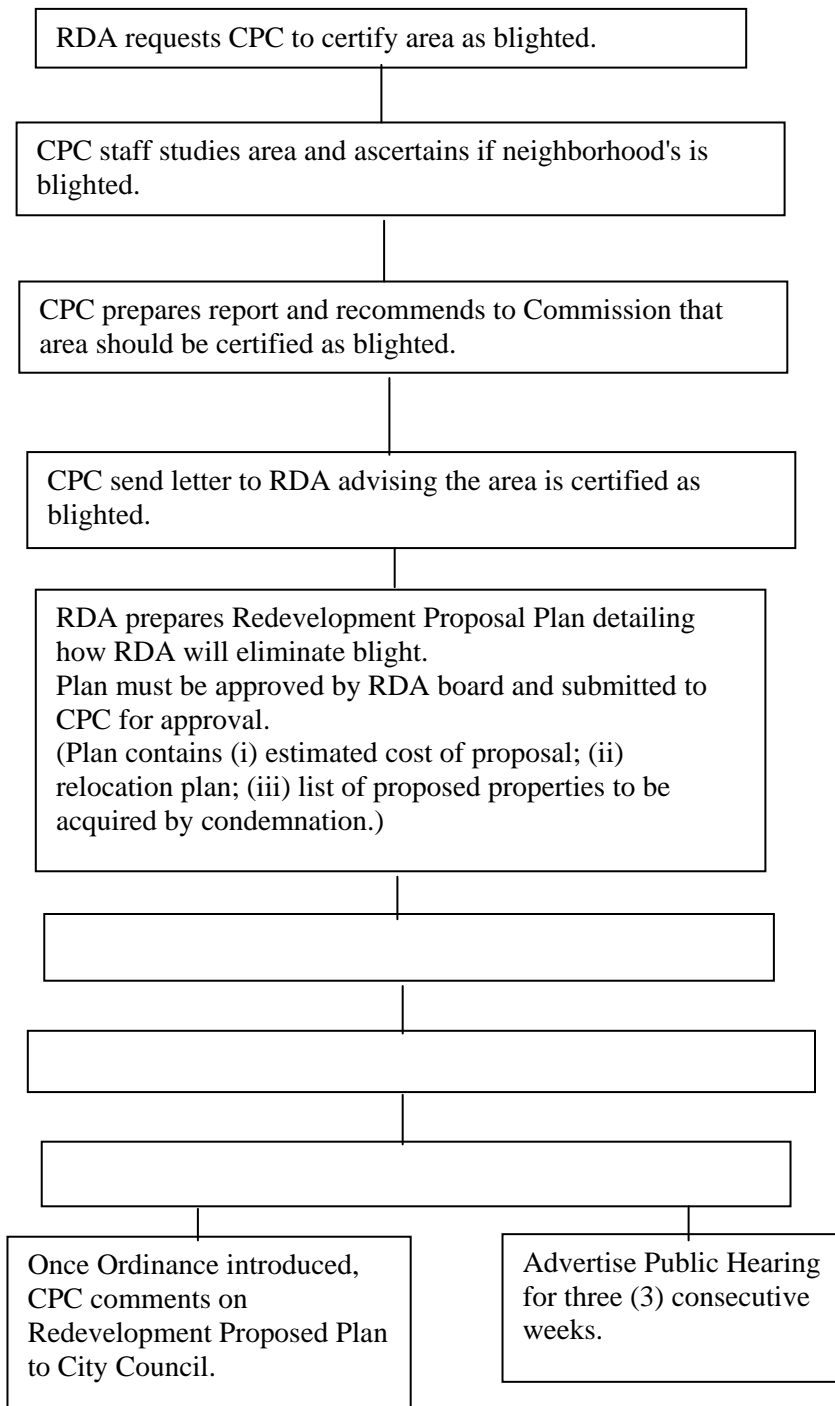 RDA requests CPC to certify area as blighted.
CPC staff studies area and ascertains if neighborhood's is
blighted.
CPC prepares report and recommends to Commission that
area should be certified as blighted.
CPC send letter to RDA advising the area is certified as
blighted.
RDA prepares Redevelopment Proposal Plan detailing
how RDA will eliminate blight.
Plan must be approved by RDA board and submitted to
CPC for approval.
(Plan contains (i) estimated cost of proposal; (ii)
relocation plan; (iii) list of proposed properties to be
acquired by condemnation.)
Once Ordinance introduced,
CPC comments on
Redevelopment Proposed Plan
to City Council.
Advertise Public Hearing
for three (3) consecutive
weeks.